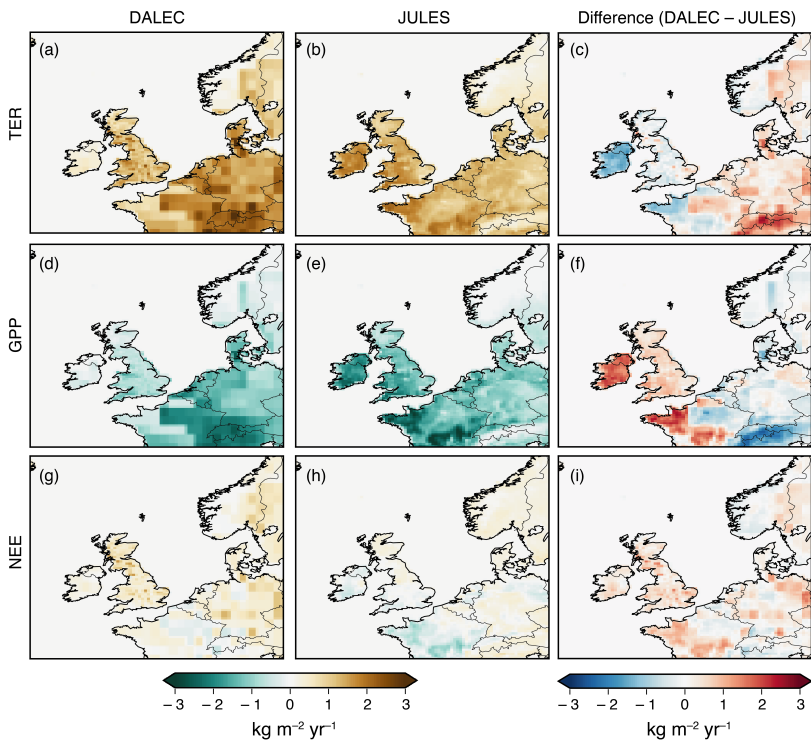 DALEC JULES Difference (DALEC – JULES)
TER (a) (b) (c)
GPP (d) (e) (f)
NEE (g) (h) (i)
−3 −2 −1 0 1 2 3 −3 −2 −1 0 1 2 3
kg m⁻² yr⁻¹ kg m⁻² yr⁻¹